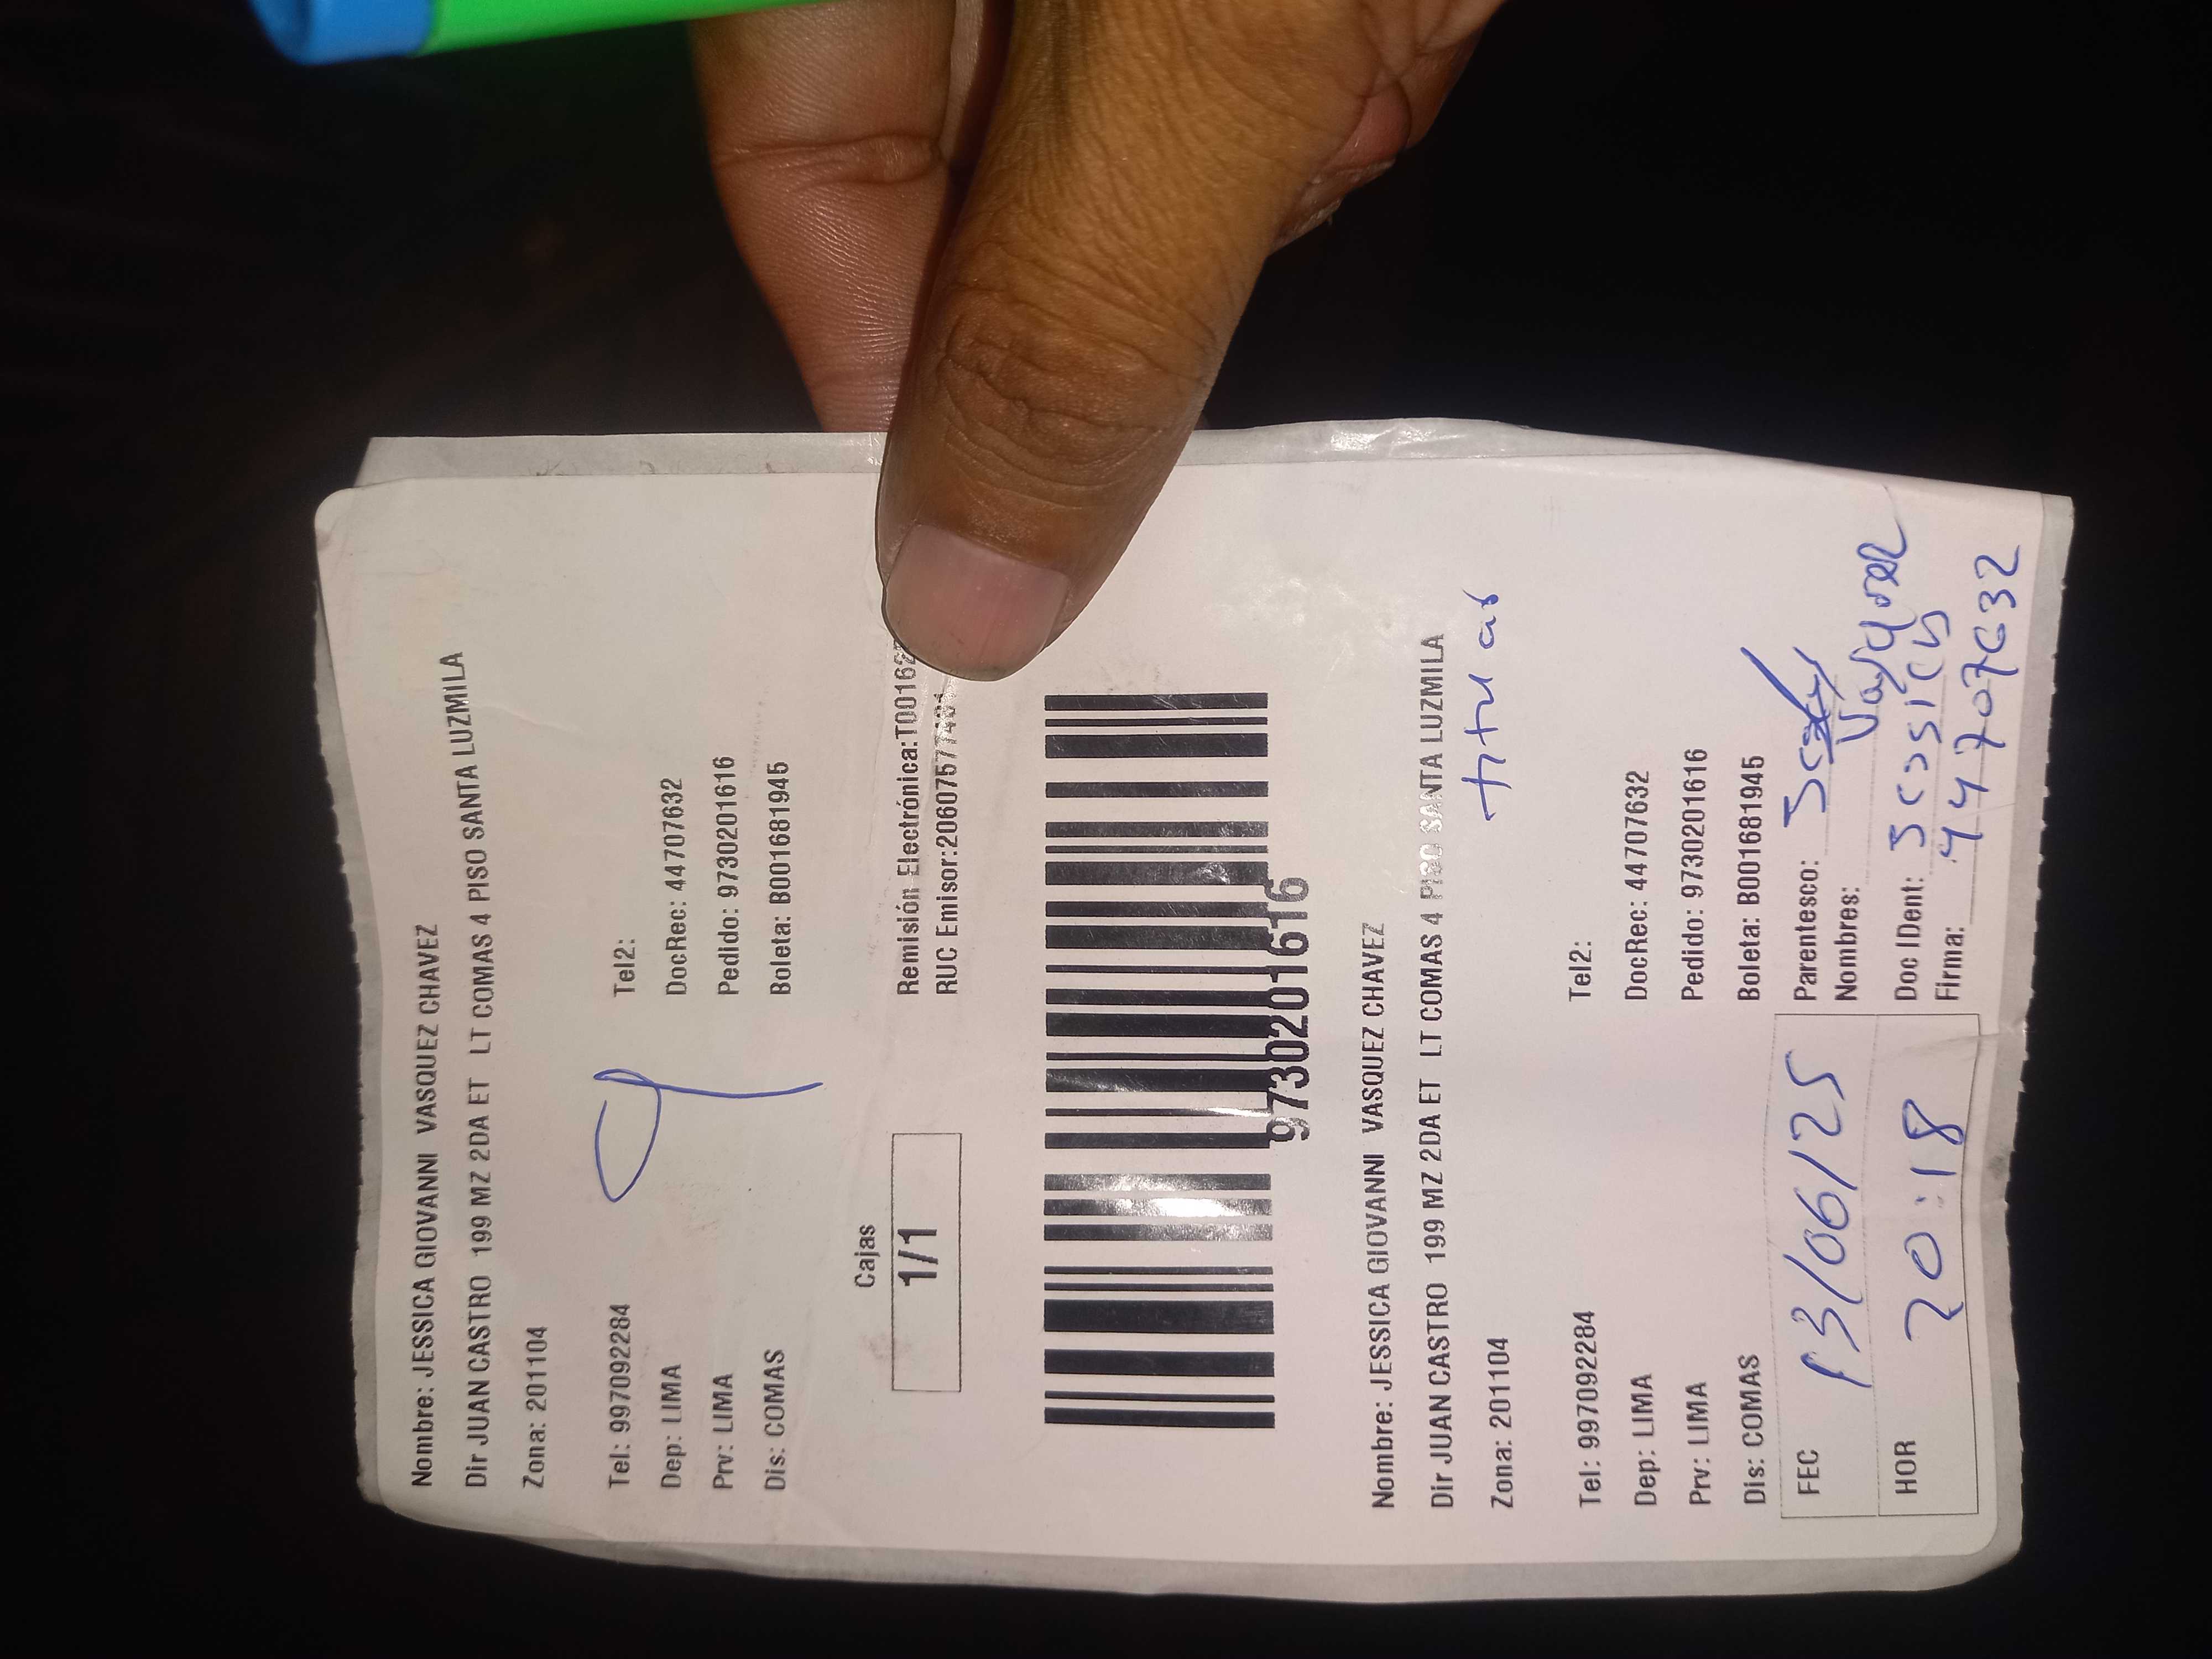 Nombre: JESSICA GIOVANNI VASQUEZ CHAVEZ
Dir JUAN CASTRO 199 MZ 2DA ET LT COMAS 4 PISO SANTA LUZMILA
Zona: 201104
Tel: 997092284 Tel2:
Dep: LIMA DocRec: 44707632
Prv: LIMA Pedido: 9730201616
Dis: COMAS Boleta: B001681945
Cajas
1/1
Remisión Electrónica:T00162
RUC Emisor:2060757
9730201616
Nombre: JESSICA GIOVANNI VASQUEZ CHAVEZ
Dir JUAN CASTRO 199 MZ 2DA ET LT COMAS 4 PISO SANTA LUZMILA
Zona: 201104 titular
Tel: 997092284 Tel2:
Dep: LIMA DocRec: 44707632
Prv: LIMA Pedido: 9730201616
Dis: COMAS Boleta: B001681945
FEC 13/06/25 Parentesco:
Nombres: Vasquez
HOR 20:18 Doc IDent: Jessica
Firma: 44707632